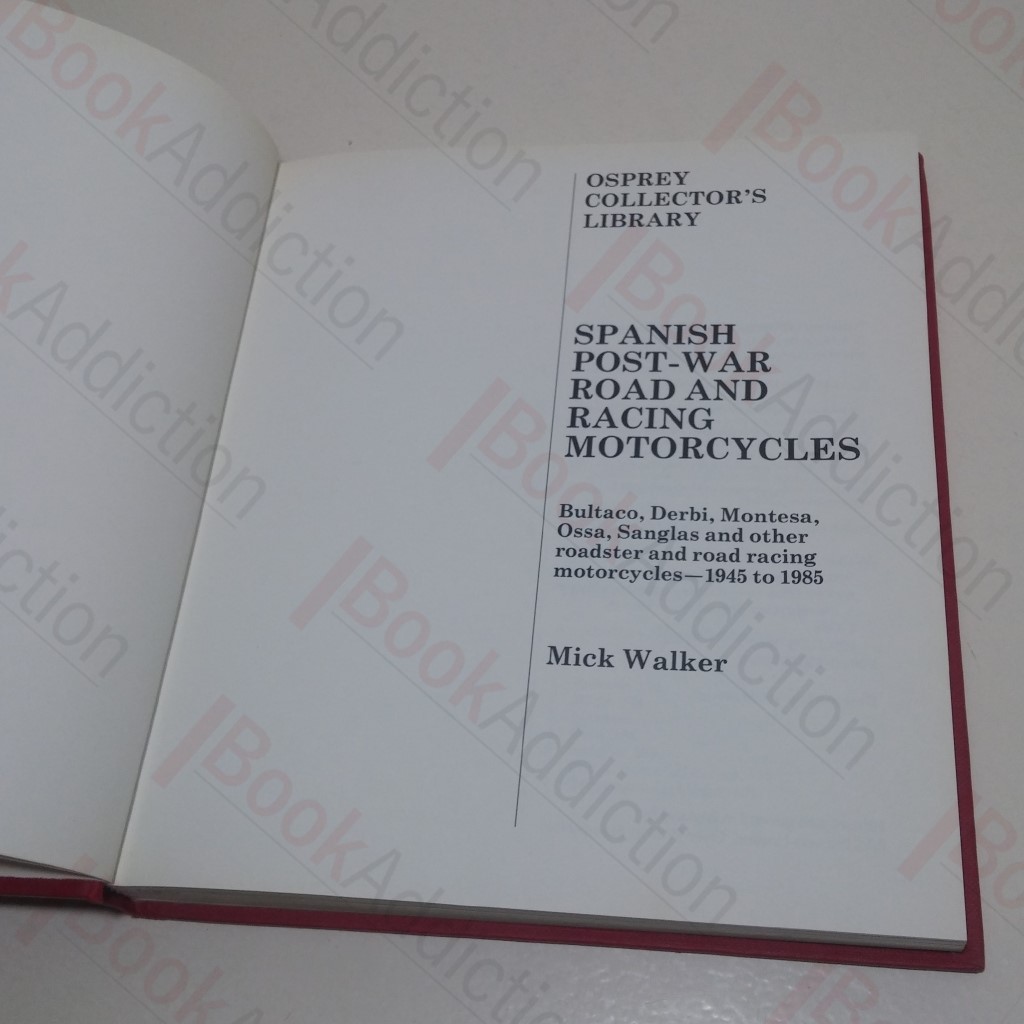 OSPREY
COLLECTOR'S
LIBRARY
SPANISH
POST-WAR
ROAD AND
RACING
MOTORCYCLES
Bultaco, Derbi, Montesa,
Ossa, Sanglas and other
roadster and road racing
motorcycles—1945 to 1985
Mick Walker
BookAddiction